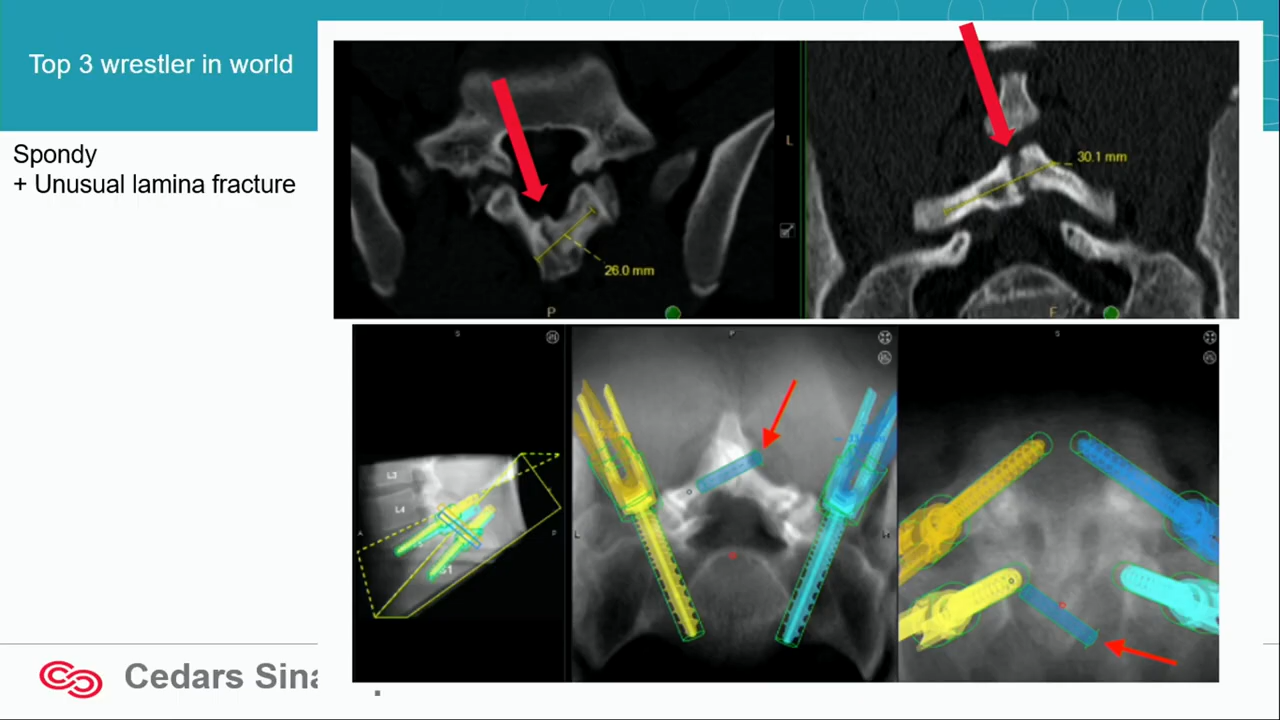 Top 3 wrestler in world
Spondy
+ Unusual lamina fracture
L
30.1 mm
26.0 mm
P
F
S
P
S
L3
L4
A
P
L
S1
Cedars Sina